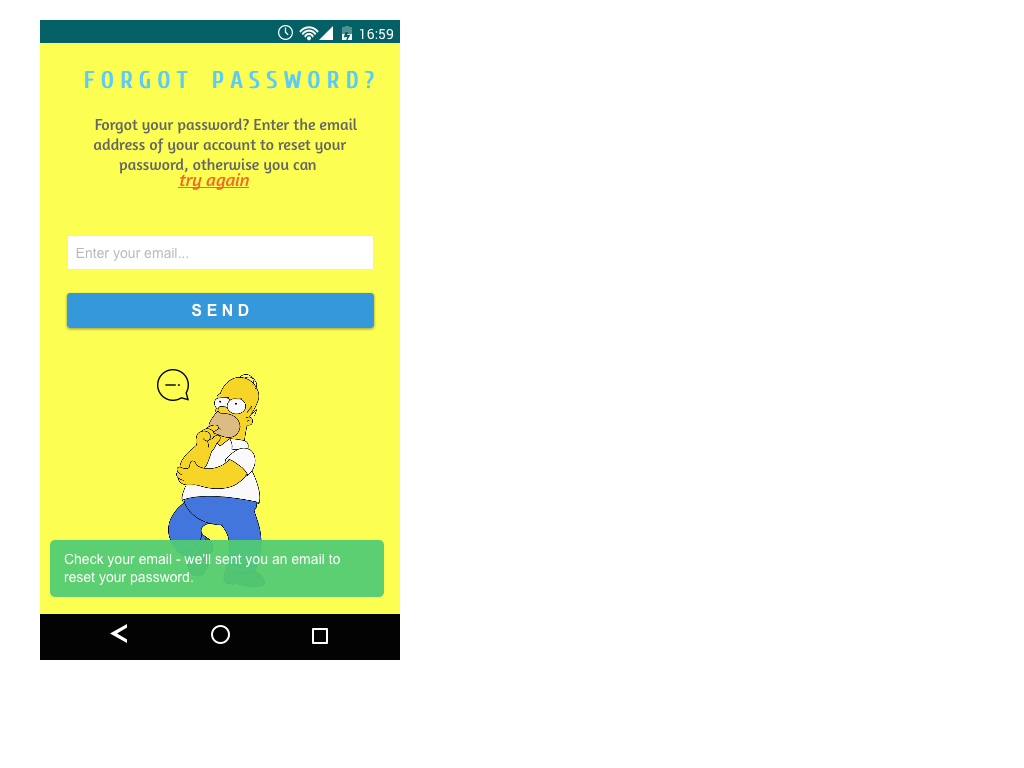 16:59
FORGOT PASSWORD?
Forgot your password? Enter the email
address of your account to reset your
password, otherwise you can
try again
Enter your email...
SEND
Check your email - we'll sent you an email to
reset your password.